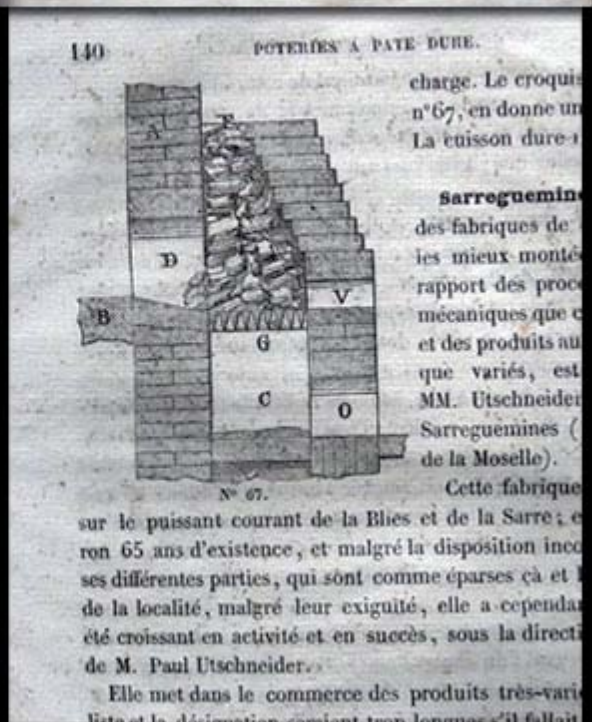 140 POTERIES A PATE DURE.
charge. Le croquis
n° 67, en donne un
La cuisson dure
Sarreguemin
des fabriques de
les mieux monté
rapport des proc
mécaniques que c
et des produits au
que variés, est
MM. Utschneider
Sarreguemines (
de la Moselle).
Cette fabrique
A
F
D
B
V
G
C
O
N° 67.
sur le puissant courant de la Blies et de la Sarre ; e
ron 65 ans d'existence, et malgré la disposition inco
ses différentes parties, qui sont comme éparses çà et l
de la localité, malgré leur exiguïté, elle a cependa
été croissant en activité et en succès, sous la directi
de M. Paul Utschneider.
Elle met dans le commerce des produits très-vari